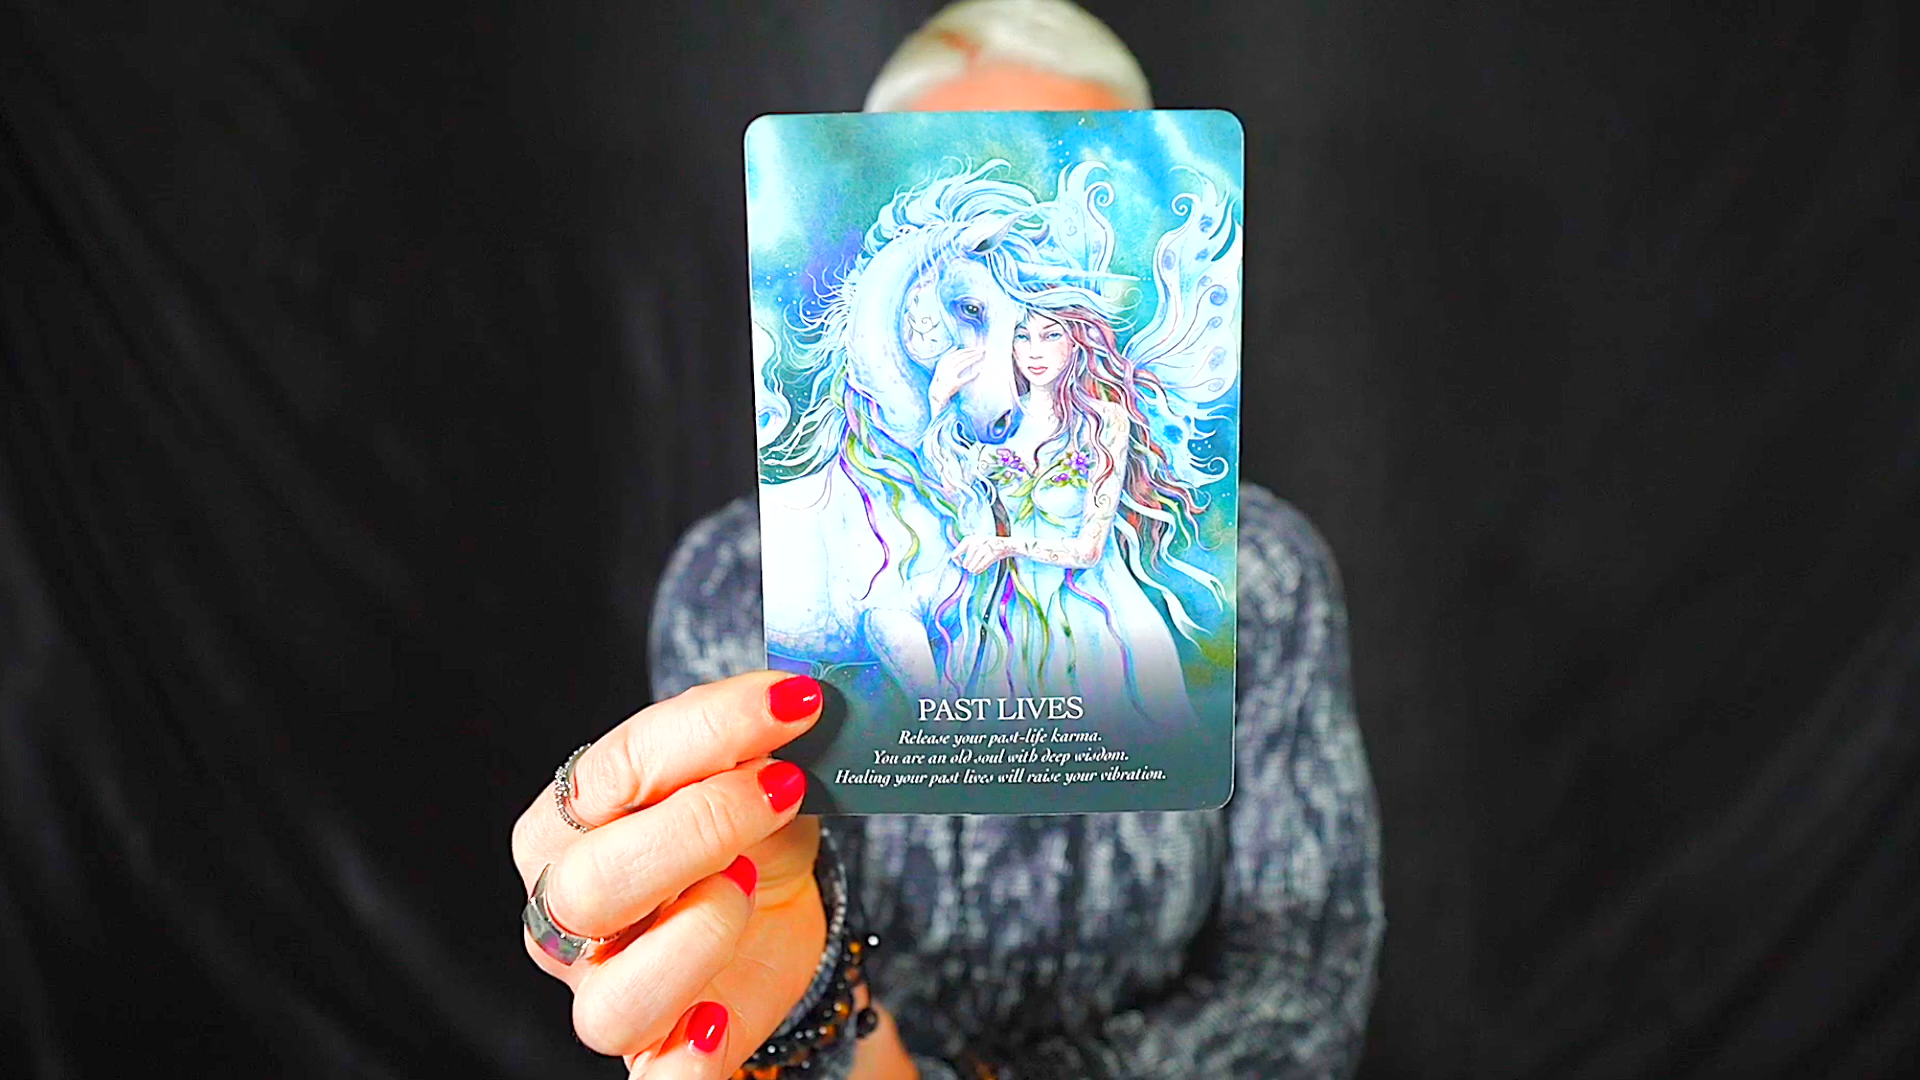 PAST LIVES
Release your past-life karma.
You are an old soul with deep wisdom.
Healing your past lives will raise your vibration.